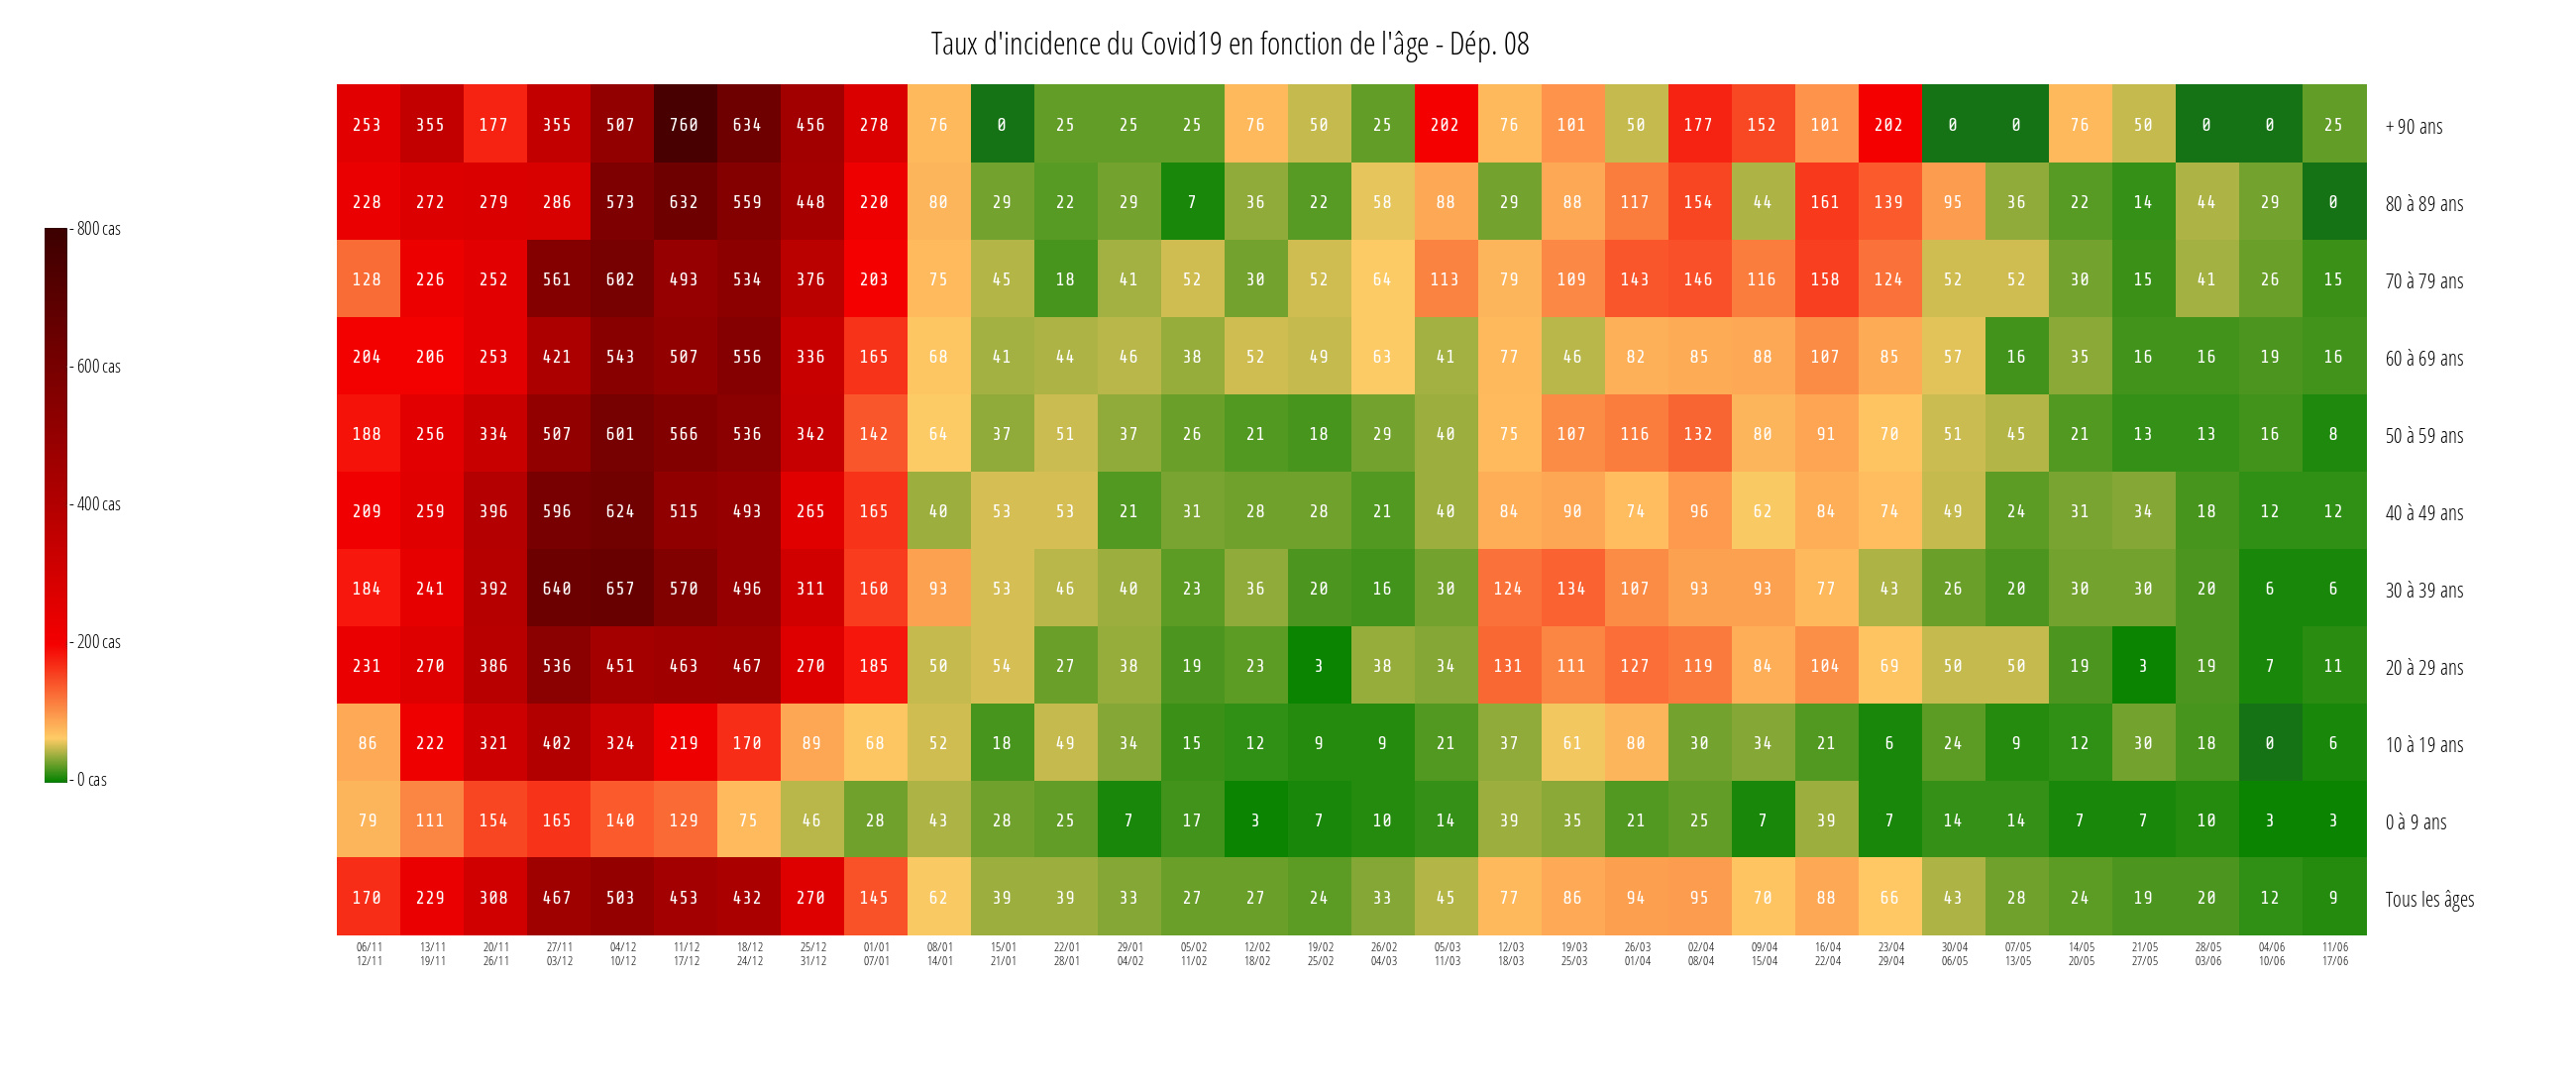 Taux d'incidence du Covid19 en fonction de l'âge - Dép. 08
- 800 cas
- 600 cas
- 400 cas
- 200 cas
- 0 cas
253 355 177 355 507 760 634 456 278 76 0 25 25 25 76 50 25 202 76 101 50 177 152 101 202 0 0 76 50 0 0 25 + 90 ans
228 272 279 286 573 632 559 448 220 80 29 22 29 7 36 22 58 88 29 88 117 154 44 161 139 95 36 22 14 44 29 0 80 à 89 ans
128 226 252 561 602 493 534 376 203 75 45 18 41 52 30 52 64 113 79 109 143 146 116 158 124 52 52 30 15 41 26 15 70 à 79 ans
204 206 253 421 543 507 556 336 165 68 41 44 46 38 52 49 63 41 77 46 82 85 88 107 85 57 16 35 16 16 19 16 60 à 69 ans
188 256 334 507 601 566 536 342 142 64 37 51 37 26 21 18 29 40 75 107 116 132 80 91 70 51 45 21 13 13 16 8 50 à 59 ans
209 259 396 596 624 515 493 265 165 40 53 53 21 31 28 28 21 40 84 90 74 96 62 84 74 49 24 31 34 18 12 12 40 à 49 ans
184 241 392 640 657 570 496 311 160 93 53 46 40 23 36 20 16 30 124 134 107 93 93 77 43 26 20 30 30 20 6 6 30 à 39 ans
231 270 386 536 451 463 467 270 185 50 54 27 38 19 23 3 38 34 131 111 127 119 84 104 69 50 50 19 3 19 7 11 20 à 29 ans
86 222 321 402 324 219 170 89 68 52 18 49 34 15 12 9 9 21 37 61 80 30 34 21 6 24 9 12 30 18 0 6 10 à 19 ans
79 111 154 165 140 129 75 46 28 43 28 25 7 17 3 7 10 14 39 35 21 25 7 39 7 14 14 7 7 10 3 3 0 à 9 ans
170 229 308 467 503 453 432 270 145 62 39 39 33 27 27 24 33 45 77 86 94 95 70 88 66 43 28 24 19 20 12 9 Tous les âges
06/11 13/11 20/11 27/11 04/12 11/12 18/12 25/12 01/01 08/01 15/01 22/01 29/01 05/02 12/02 19/02 26/02 05/03 12/03 19/03 26/03 02/04 09/04 16/04 23/04 30/04 07/05 14/05 21/05 28/05 04/06 11/06
12/11 19/11 26/11 03/12 10/12 17/12 24/12 31/12 07/01 14/01 21/01 28/01 04/02 11/02 18/02 25/02 04/03 11/03 18/03 25/03 01/04 08/04 15/04 22/04 29/04 06/05 13/05 20/05 27/05 03/06 10/06 17/06